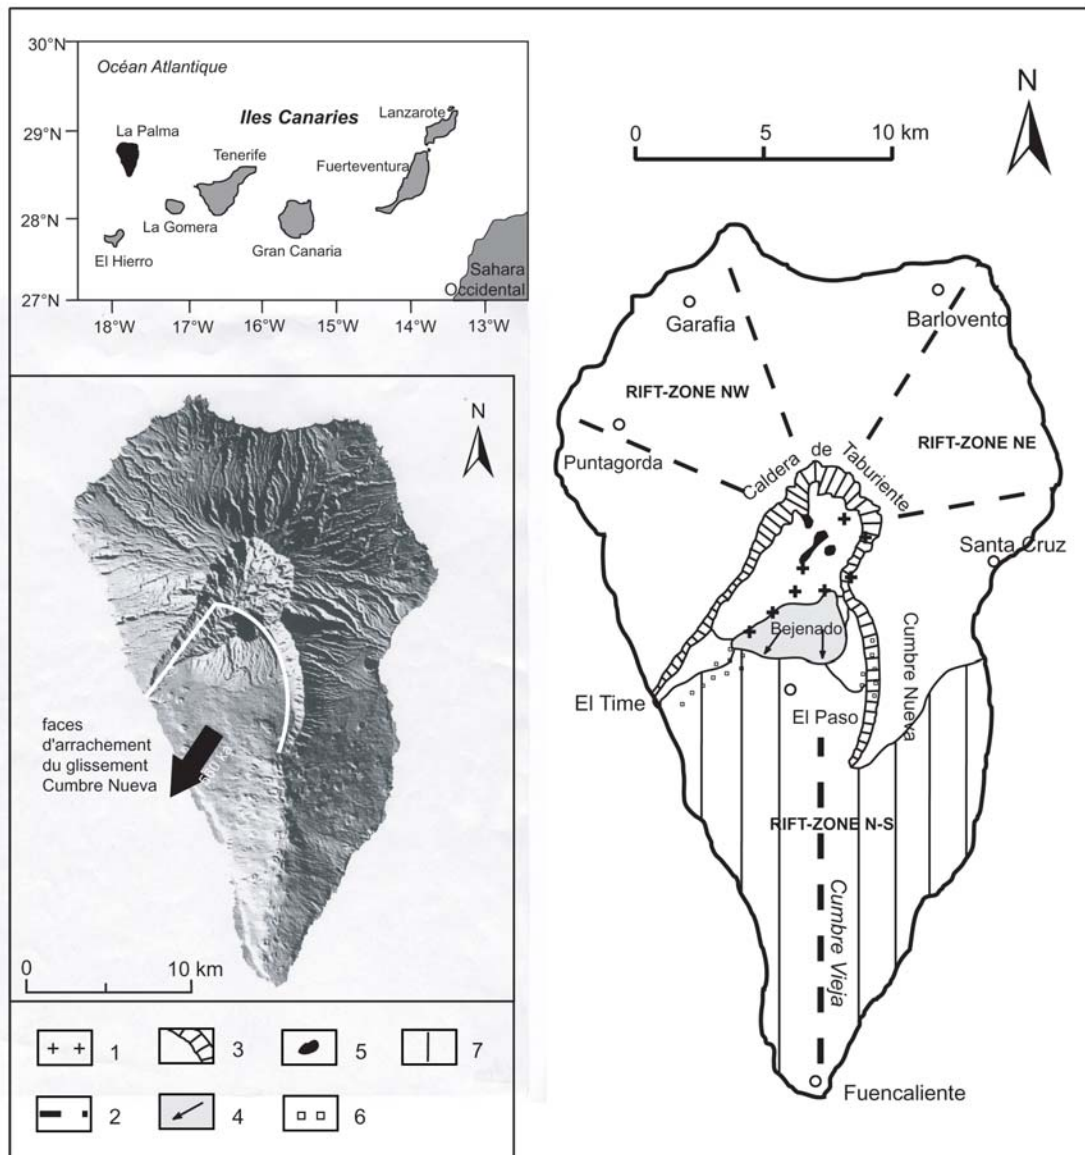 30°N
Océan Atlantique
Iles Canaries
Lanzarote
29°N
La Palma
Tenerife
Fuerteventura
28°N
La Gomera
El Hierro
Gran Canaria
Sahara
Occidental
27°N
18°W 17°W 16°W 15°W 14°W 13°W
N
faces
d'arrachement
du glissement
Cumbre Nueva
0 10 km
1
3
5
7
2
4
6
N
0 5 10 km
Garafia
Barlovento
RIFT-ZONE NW
RIFT-ZONE NE
Puntagorda
Caldera de Taburiente
Santa Cruz
Bejenado
Cumbre Nueva
El Time
El Paso
RIFT-ZONE N-S
Cumbre Vieja
Fuencaliente